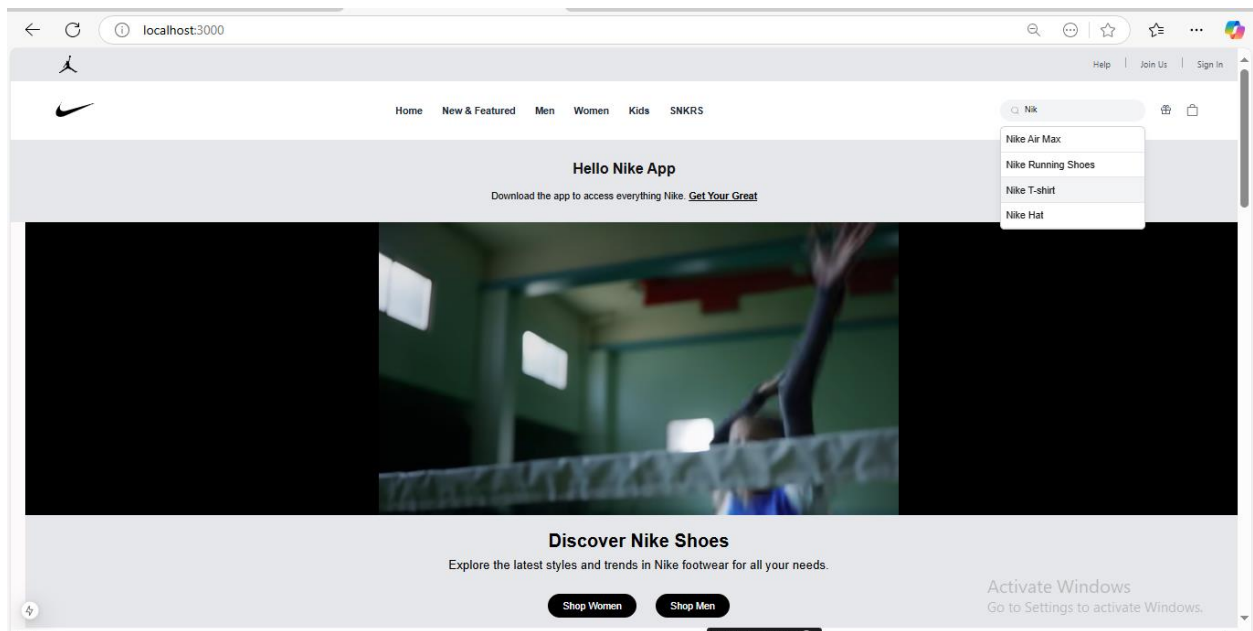 localhost:3000
Help Join Us Sign In
Home New & Featured Men Women Kids SNKRS
Nik
Nike Air Max
Nike Running Shoes
Nike T-shirt
Nike Hat
Hello Nike App
Download the app to access everything Nike. Get Your Great
Discover Nike Shoes
Explore the latest styles and trends in Nike footwear for all your needs.
Shop Women Shop Men
Activate Windows
Go to Settings to activate Windows.